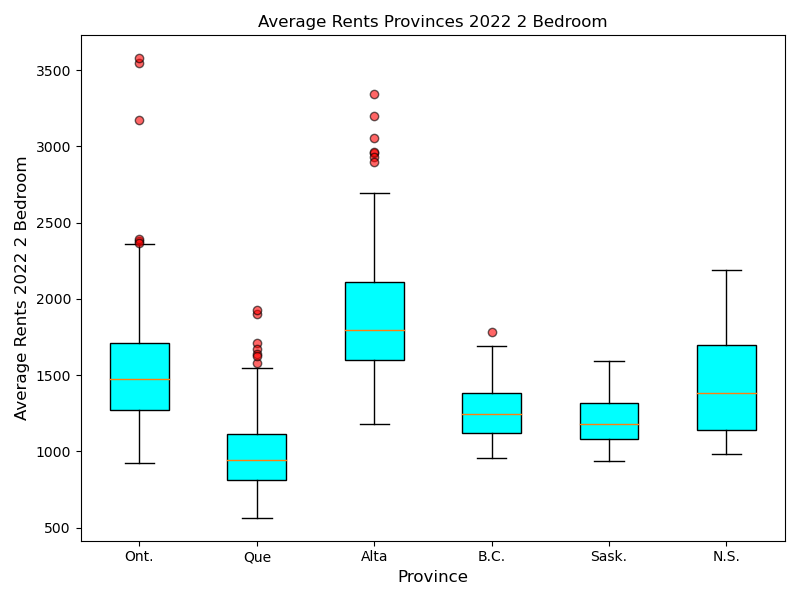 Average Rents Provinces 2022 2 Bedroom
Average Rents 2022 2 Bedroom
3500
3000
2500
2000
1500
1000
500
Ont.
Que
Alta
B.C.
Sask.
N.S.
Province